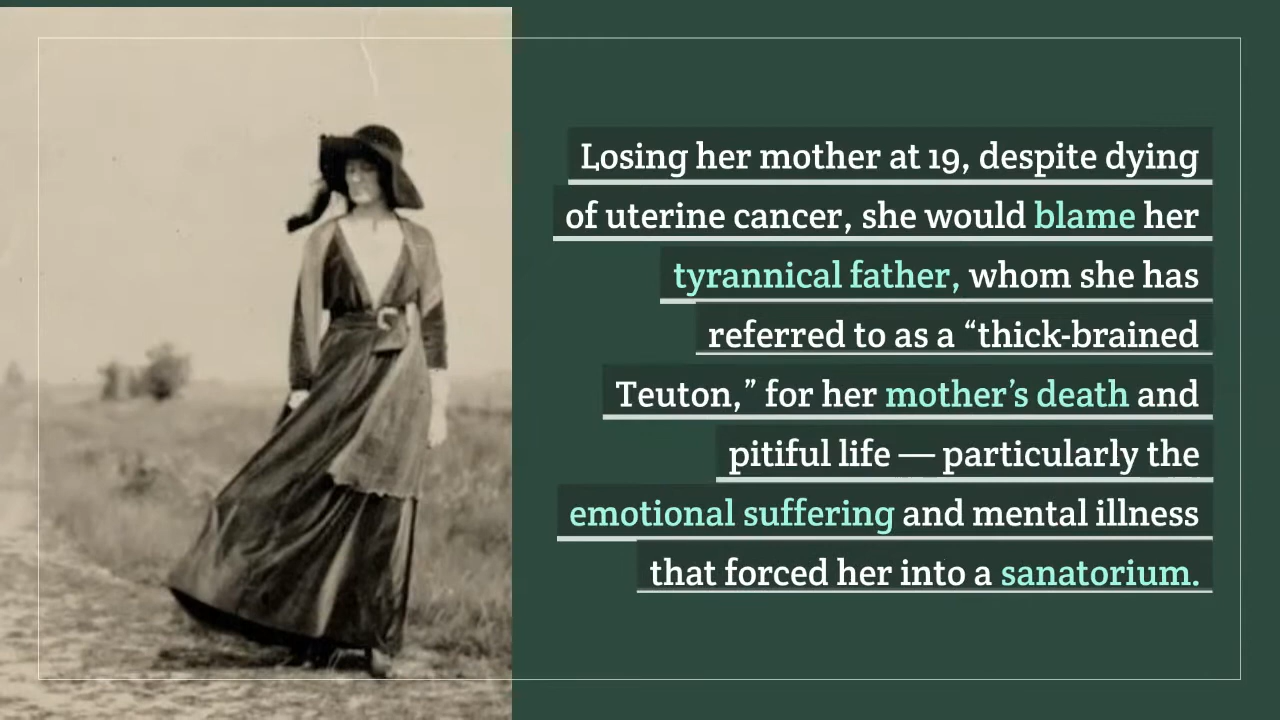 Losing her mother at 19, despite dying
of uterine cancer, she would blame her
tyrannical father, whom she has
referred to as a “thick-brained
Teuton,” for her mother’s death and
pitiful life — particularly the
emotional suffering and mental illness
that forced her into a sanatorium.